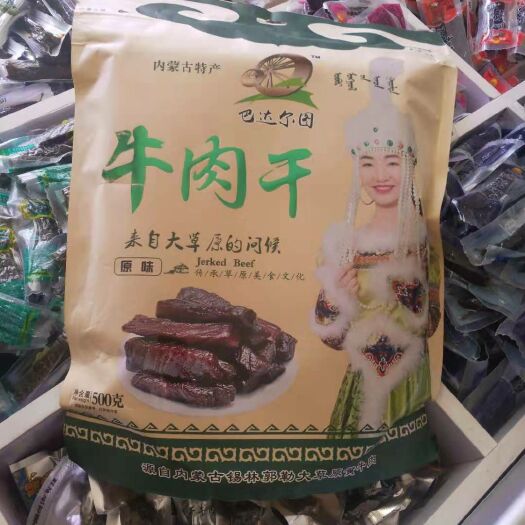 内蒙古特产
TM
巴达尔图
牛肉干
来自大草原的问候
原味
Jerked Beef
传/承/草/原/美/食/文/化
净含量: 500克
源自内蒙古锡林郭勒大草原黄牛肉